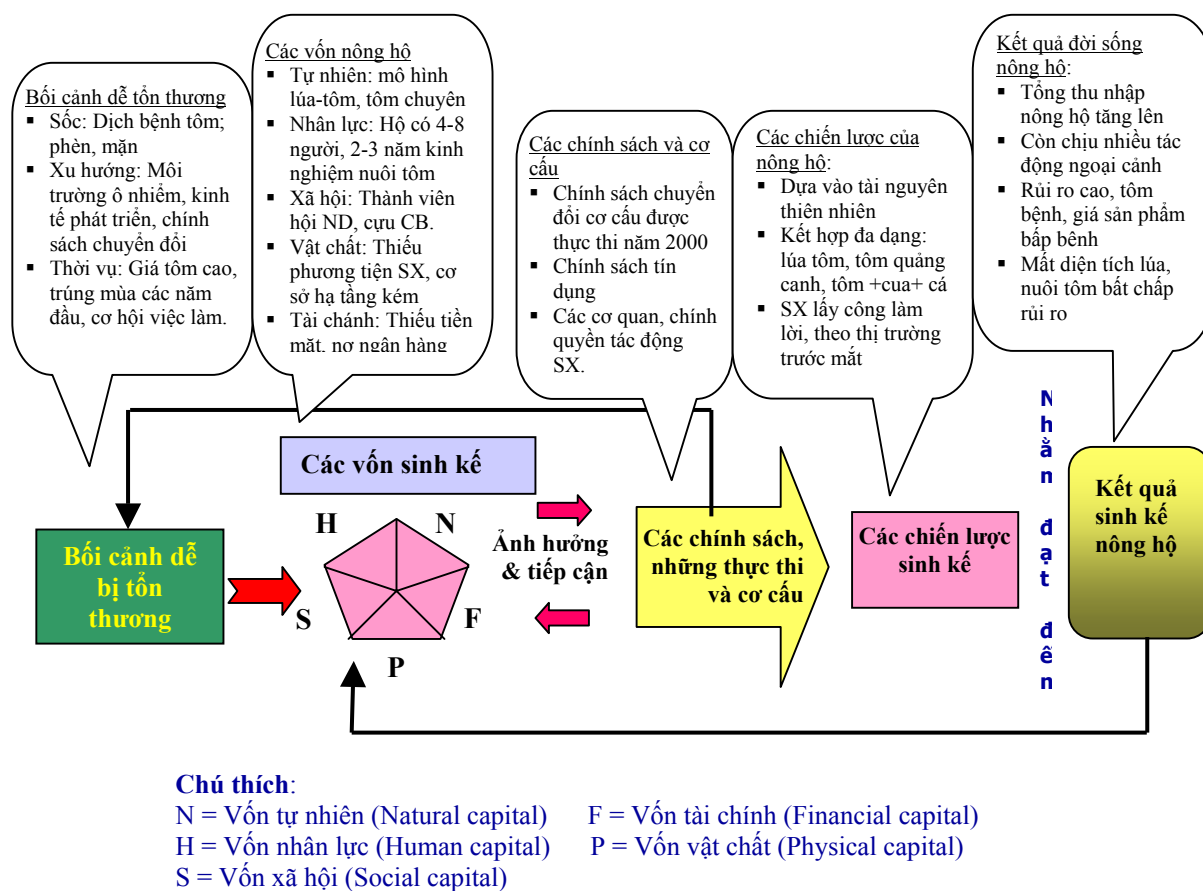 Bối cảnh dễ tổn thương
▪ Sốc: Dịch bệnh tôm;
phèn, mặn
▪ Xu hướng: Môi
trường ô nhiễm, kinh
tế phát triển, chính
sách chuyển đổi
▪ Thời vụ: Giá tôm cao,
trúng mùa các năm
đầu, cơ hội việc làm.
Các vốn nông hộ
▪ Tự nhiên: mô hình
lúa-tôm, tôm chuyên
▪ Nhân lực: Hộ có 4-8
người, 2-3 năm kinh
nghiệm nuôi tôm
▪ Xã hội: Thành viên
hội ND, cựu CB.
▪ Vật chất: Thiếu
phương tiện SX, cơ
sở hạ tầng kém
▪ Tài chánh: Thiếu tiền
mặt, nợ ngân hàng
Các chính sách và cơ
cấu
▪ Chính sách chuyển
đổi cơ cấu được
thực thi năm 2000
▪ Chính sách tín
dụng
▪ Các cơ quan, chính
quyền tác động
SX.
Các chiến lược của
nông hộ:
▪ Dựa vào tài nguyên
thiên nhiên
▪ Kết hợp đa dạng:
lúa tôm, tôm quảng
canh, tôm +cua+ cá
▪ SX lấy công làm
lời, theo thị trường
trước mắt
Kết quả đời sống
nông hộ:
▪ Tổng thu nhập
nông hộ tăng lên
▪ Còn chịu nhiều tác
động ngoại cảnh
▪ Rủi ro cao, tôm
bệnh, giá sản phẩm
bấp bênh
▪ Mất diện tích lúa,
nuôi tôm bất chấp
rủi ro
Bối cảnh dễ
bị tổn
thương
Các vốn sinh kế
H
N
S
F
P
Ảnh hưởng
& tiếp cận
Các chính sách,
những thực thi
và cơ cấu
Các chiến lược
sinh kế
Nhằm đạt đến
Kết quả
sinh kế
nông hộ
Chú thích:
N = Vốn tự nhiên (Natural capital) F = Vốn tài chính (Financial capital)
H = Vốn nhân lực (Human capital) P = Vốn vật chất (Physical capital)
S = Vốn xã hội (Social capital)